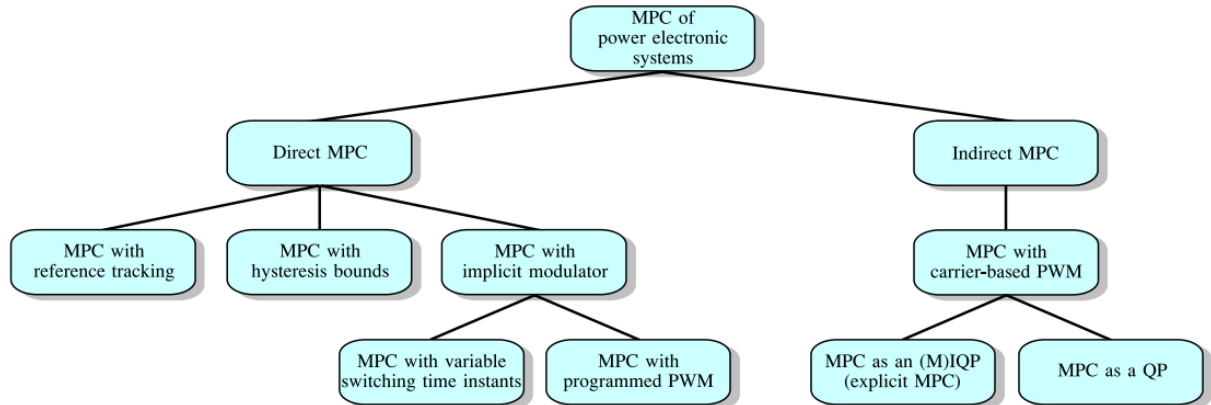 MPC of
power electronic
systems
Direct MPC
Indirect MPC
MPC with
reference tracking
MPC with
hysteresis bounds
MPC with
implicit modulator
MPC with
carrier-based PWM
MPC with variable
switching time instants
MPC with
programmed PWM
MPC as an (M)IQP
(explicit MPC)
MPC as a QP